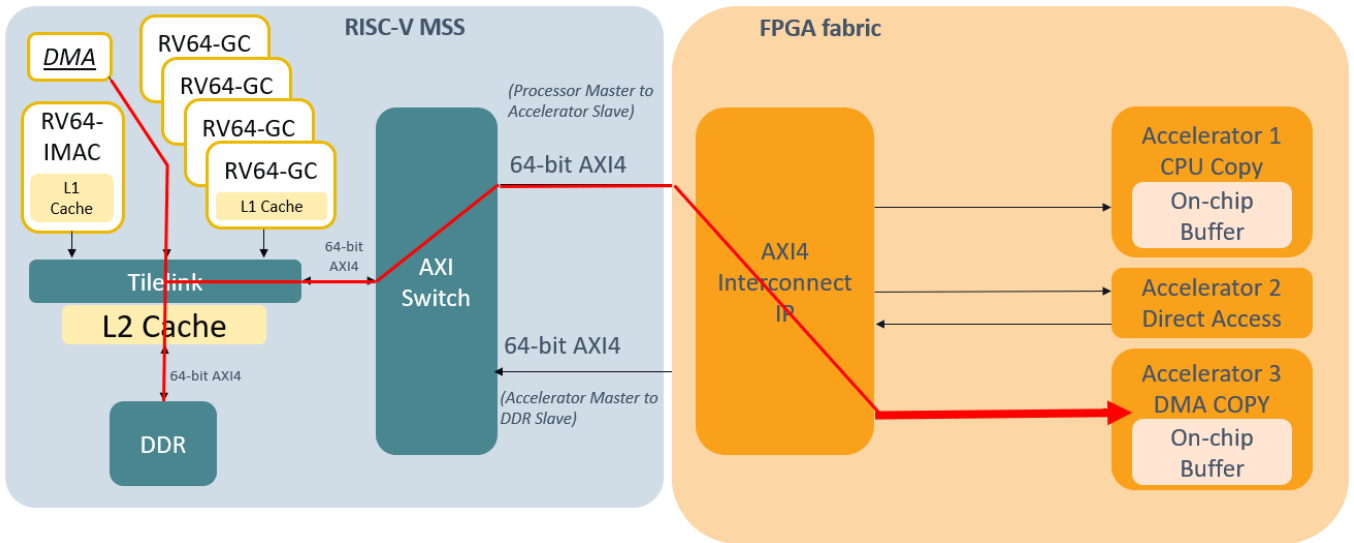 RISC-V MSS
FPGA fabric
DMA
RV64-GC
RV64-GC
RV64-GC
RV64-GC
L1 Cache
RV64-
IMAC
L1
Cache
(Processor Master to
Accelerator Slave)
64-bit AXI4
64-bit
AXI4
Tilelink
L2 Cache
64-bit AXI4
DDR
AXI
Switch
64-bit AXI4
(Accelerator Master to
DDR Slave)
AXI4
Interconnect
IP
Accelerator 1
CPU Copy
On-chip
Buffer
Accelerator 2
Direct Access
Accelerator 3
DMA COPY
On-chip
Buffer